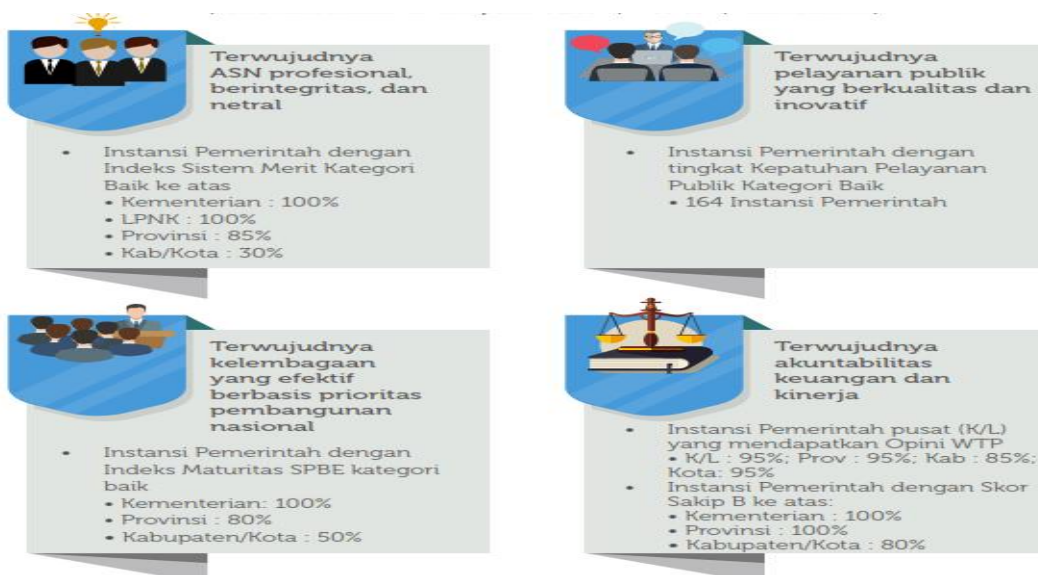 Terwujudnya
ASN profesional,
berintegritas, dan
netral
• Instansi Pemerintah dengan
Indeks Sistem Merit Kategori
Baik ke atas
• Kementerian : 100%
• LPNK : 100%
• Provinsi : 85%
• Kab/Kota : 30%
Terwujudnya
pelayanan publik
yang berkualitas dan
inovatif
• Instansi Pemerintah dengan
tingkat Kepatuhan Pelayanan
Publik Kategori Baik
• 164 Instansi Pemerintah
Terwujudnya
kelembagaan
yang efektif
berbasis prioritas
pembangunan
nasional
• Instansi Pemerintah dengan
Indeks Maturitas SPBE kategori
baik
• Kementerian: 100%
• Provinsi : 80%
• Kabupaten/Kota : 50%
Terwujudnya
akuntabilitas
keuangan dan
kinerja
• Instansi Pemerintah pusat (K/L)
yang mendapatkan Opini WTP
• K/L : 95%; Prov : 95%; Kab : 85%;
Kota: 95%
• Instansi Pemerintah dengan Skor
Sakip B ke atas:
• Kementerian : 100%
• Provinsi : 100%
• Kabupaten/Kota : 80%